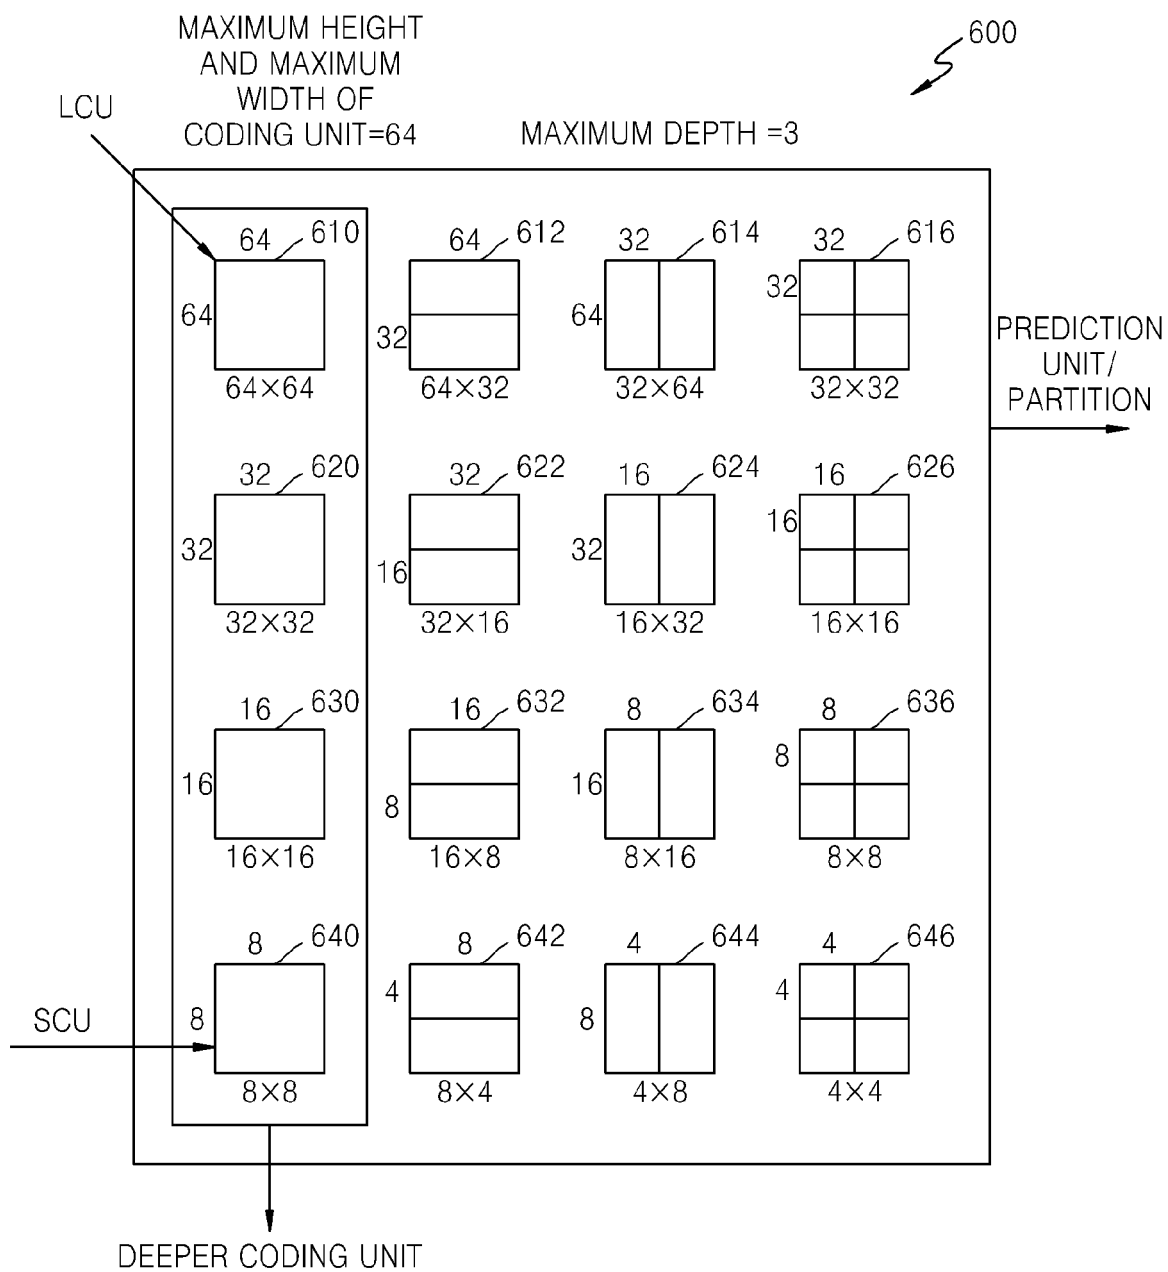 MAXIMUM HEIGHT
AND MAXIMUM
WIDTH OF
CODING UNIT=64
MAXIMUM DEPTH =3
600
LCU
64 610 64 612 32 614 32 616
64 32 64 32
64×64 64×32 32×64 32×32
PREDICTION
UNIT/
PARTITION
32 620 32 622 16 624 16 626
32 16 32 16
32×32 32×16 16×32 16×16
16 630 16 632 8 634 8 636
16 8 16 8
16×16 16×8 8×16 8×8
8 640 8 642 4 644 4 646
8 4 8 4
SCU
8×8 8×4 4×8 4×4
DEEPER CODING UNIT